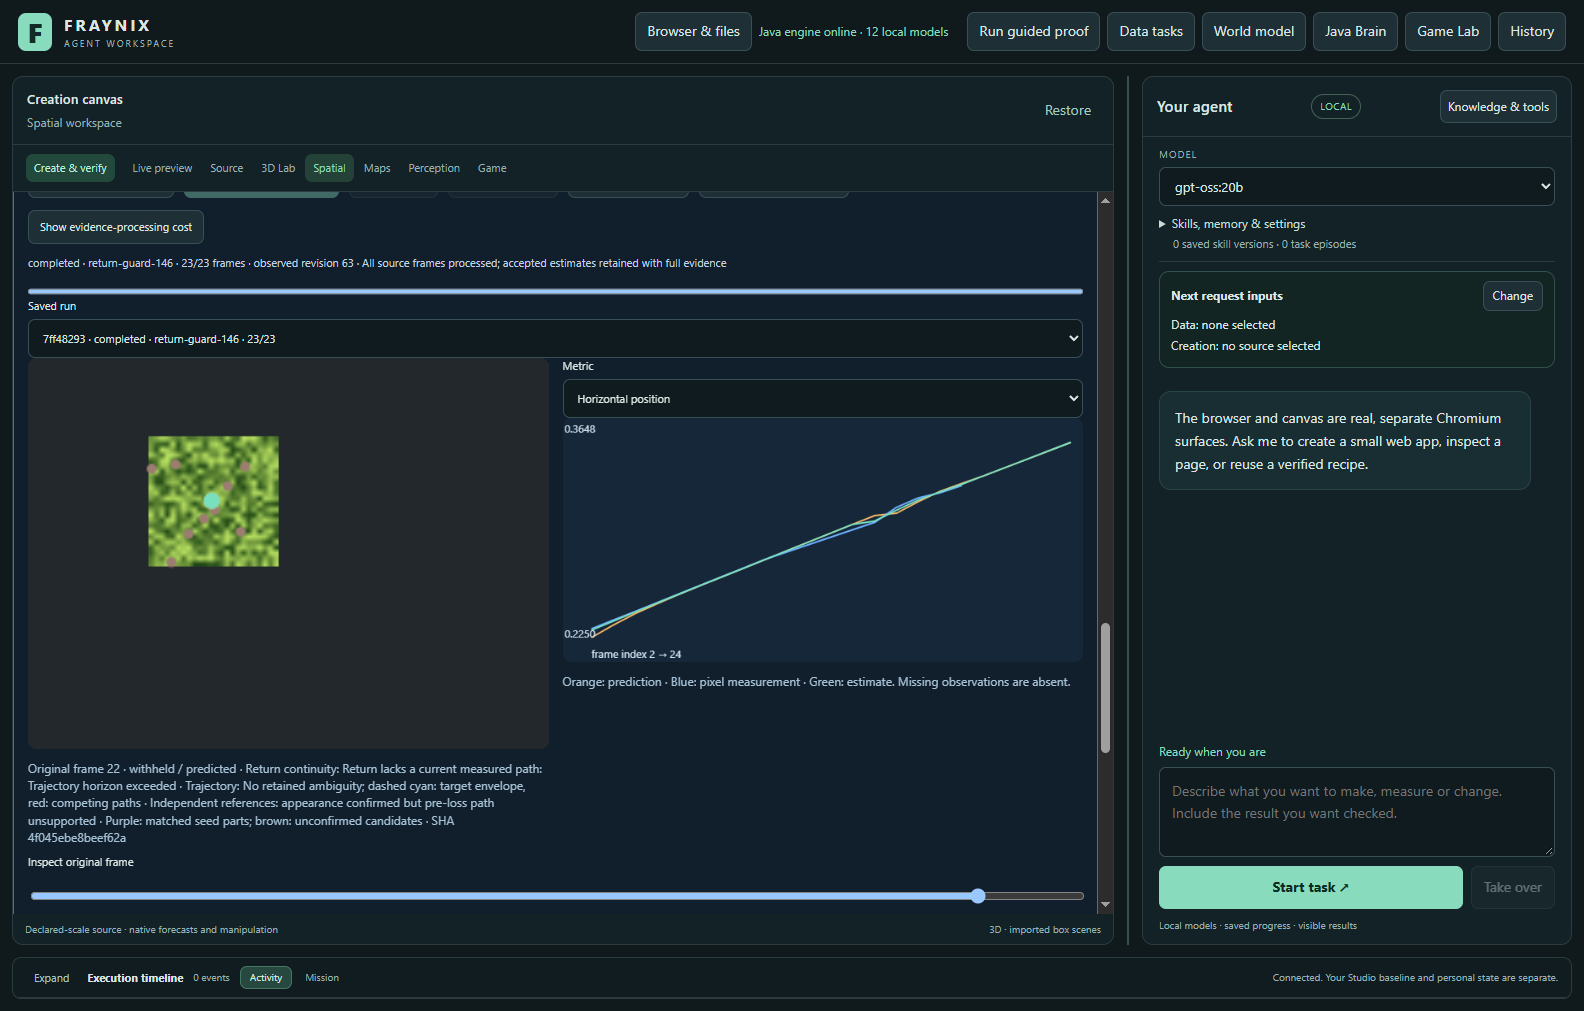 F
FRAYNIX
AGENT WORKSPACE
Browser & files
Java engine online · 12 local models
Run guided proof
Data tasks
World model
Java Brain
Game Lab
History
Creation canvas
Spatial workspace
Restore
Create & verify
Live preview
Source
3D Lab
Spatial
Maps
Perception
Game
Show evidence-processing cost
completed · return-guard-146 · 23/23 frames · observed revision 63 · All source frames processed; accepted estimates retained with full evidence
Saved run
7ff48293 · completed · return-guard-146 · 23/23
Metric
Horizontal position
0.3648
0.2250
frame index 2 → 24
Orange: prediction · Blue: pixel measurement · Green: estimate. Missing observations are absent.
Original frame 22 · withheld / predicted · Return continuity: Return lacks a current measured path:
Trajectory horizon exceeded · Trajectory: No retained ambiguity; dashed cyan: target envelope,
red: competing paths · Independent references: appearance confirmed but pre-loss path
unsupported · Purple: matched seed parts; brown: unconfirmed candidates · SHA
4f045ebe8beef62a
Inspect original frame
Declared-scale source · native forecasts and manipulation
3D · imported box scenes
Your agent
LOCAL
Knowledge & tools
MODEL
gpt-oss:20b
Skills, memory & settings
0 saved skill versions · 0 task episodes
Next request inputs
Change
Data: none selected
Creation: no source selected
The browser and canvas are real, separate Chromium
surfaces. Ask me to create a small web app, inspect a
page, or reuse a verified recipe.
Ready when you are
Describe what you want to make, measure or change.
Include the result you want checked.
Start task ↗
Take over
Local models · saved progress · visible results
Expand
Execution timeline
0 events
Activity
Mission
Connected. Your Studio baseline and personal state are separate.